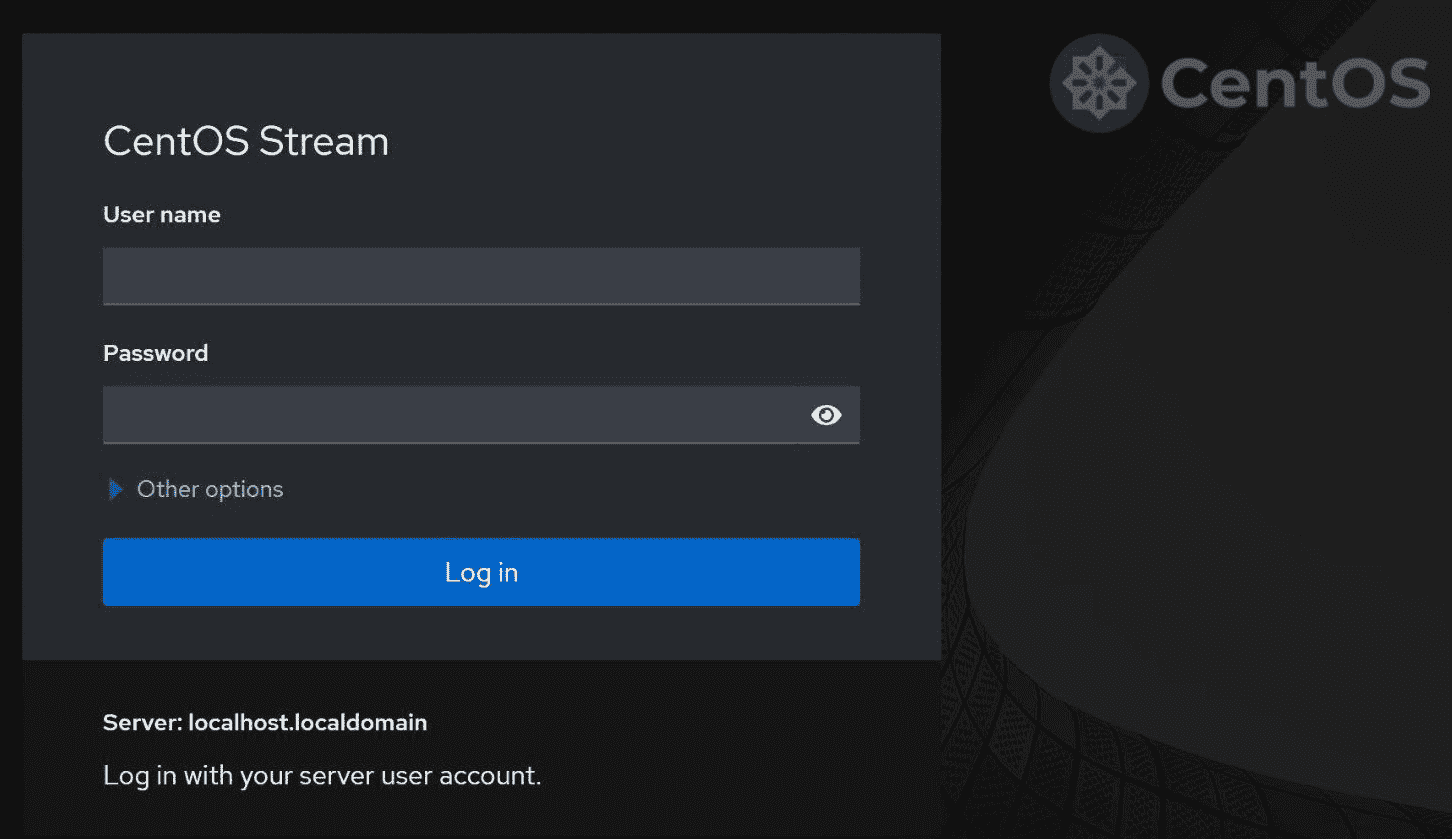 CentOS
CentOS Stream
User name
Password
Other options
Log in
Server: localhost.localdomain
Log in with your server user account.